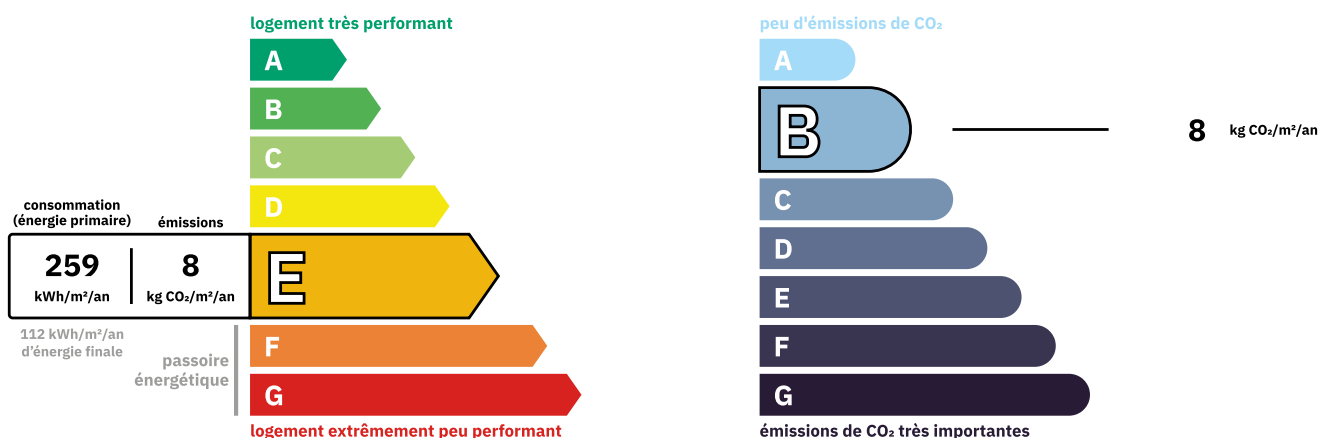 logement très performant
A
B
C
D
consommation
(énergie primaire)
émissions
259
kWh/m²/an
8
kg CO₂/m²/an
E
112 kWh/m²/an
d'énergie finale
passoire
énergétique
F
G
logement extrêmement peu performant
peu d'émissions de CO₂
A
B
8 kg CO₂/m²/an
C
D
E
F
G
émissions de CO₂ très importantes